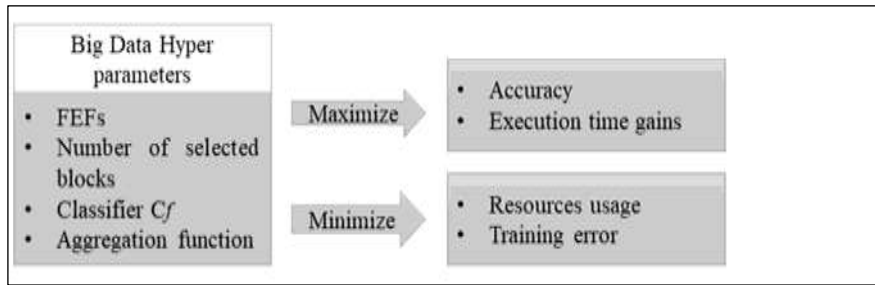 Big Data Hyper
parameters
• FEFs
• Number of selected
blocks
• Classifier Cf
• Aggregation function
Maximize
• Accuracy
• Execution time gains
Minimize
• Resources usage
• Training error